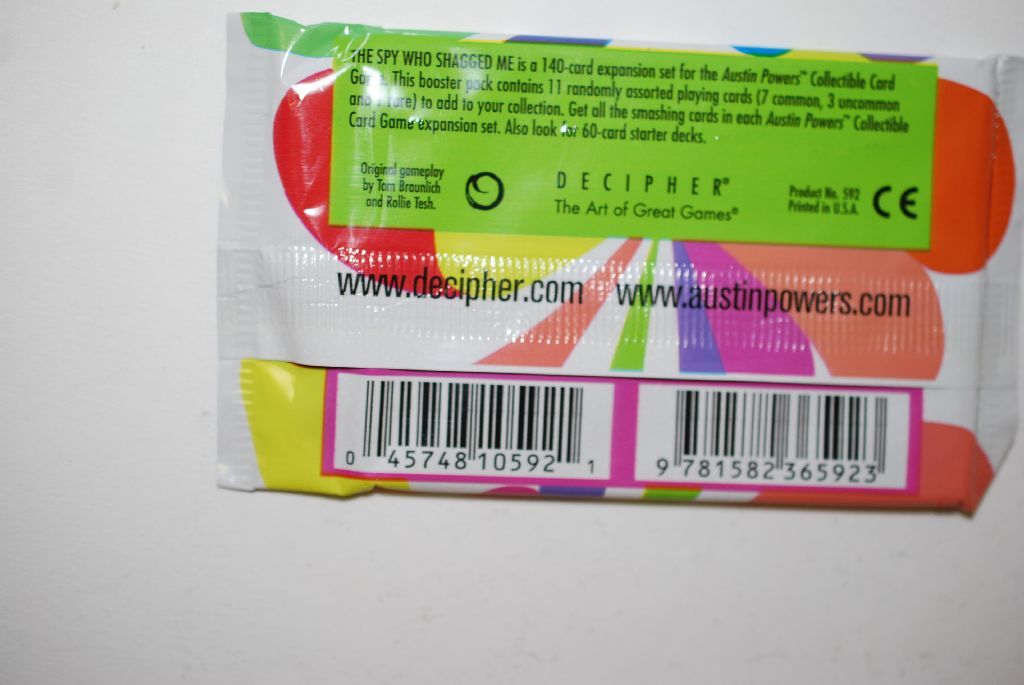 THE SPY WHO SHAGGED ME is a 140-card expansion set for the Austin Powers™ Collectible Card
Game. This booster pack contains 11 randomly assorted playing cards (7 common, 3 uncommon
and 1 rare) to add to your collection. Get all the smashing cards in each Austin Powers™ Collectible
Card Game expansion set. Also look for 60-card starter decks.
Original gameplay
by Tom Braunlich
and Rollie Tesh.
DECIPHER®
The Art of Great Games®
Product No. 592
Printed in U.S.A.
CE
www.decipher.com www.austinpowers.com
0 45748 10592 1
9 781582 365923